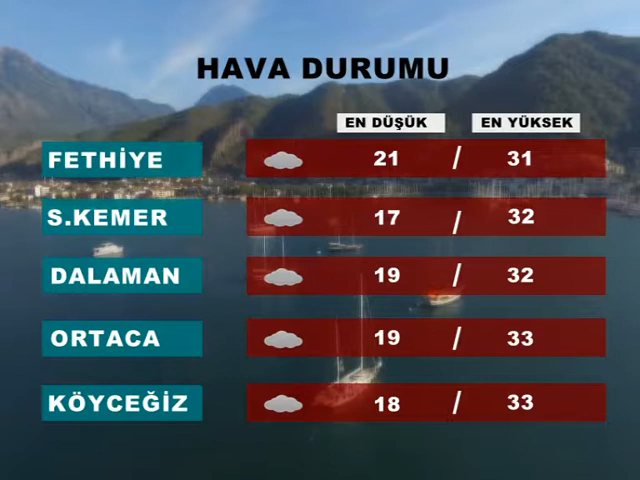 HAVA DURUMU
EN DÜŞÜK EN YÜKSEK
FETHİYE 21 / 31
S.KEMER 17 / 32
DALAMAN 19 / 32
ORTACA 19 / 33
KÖYCEĞİZ 18 / 33